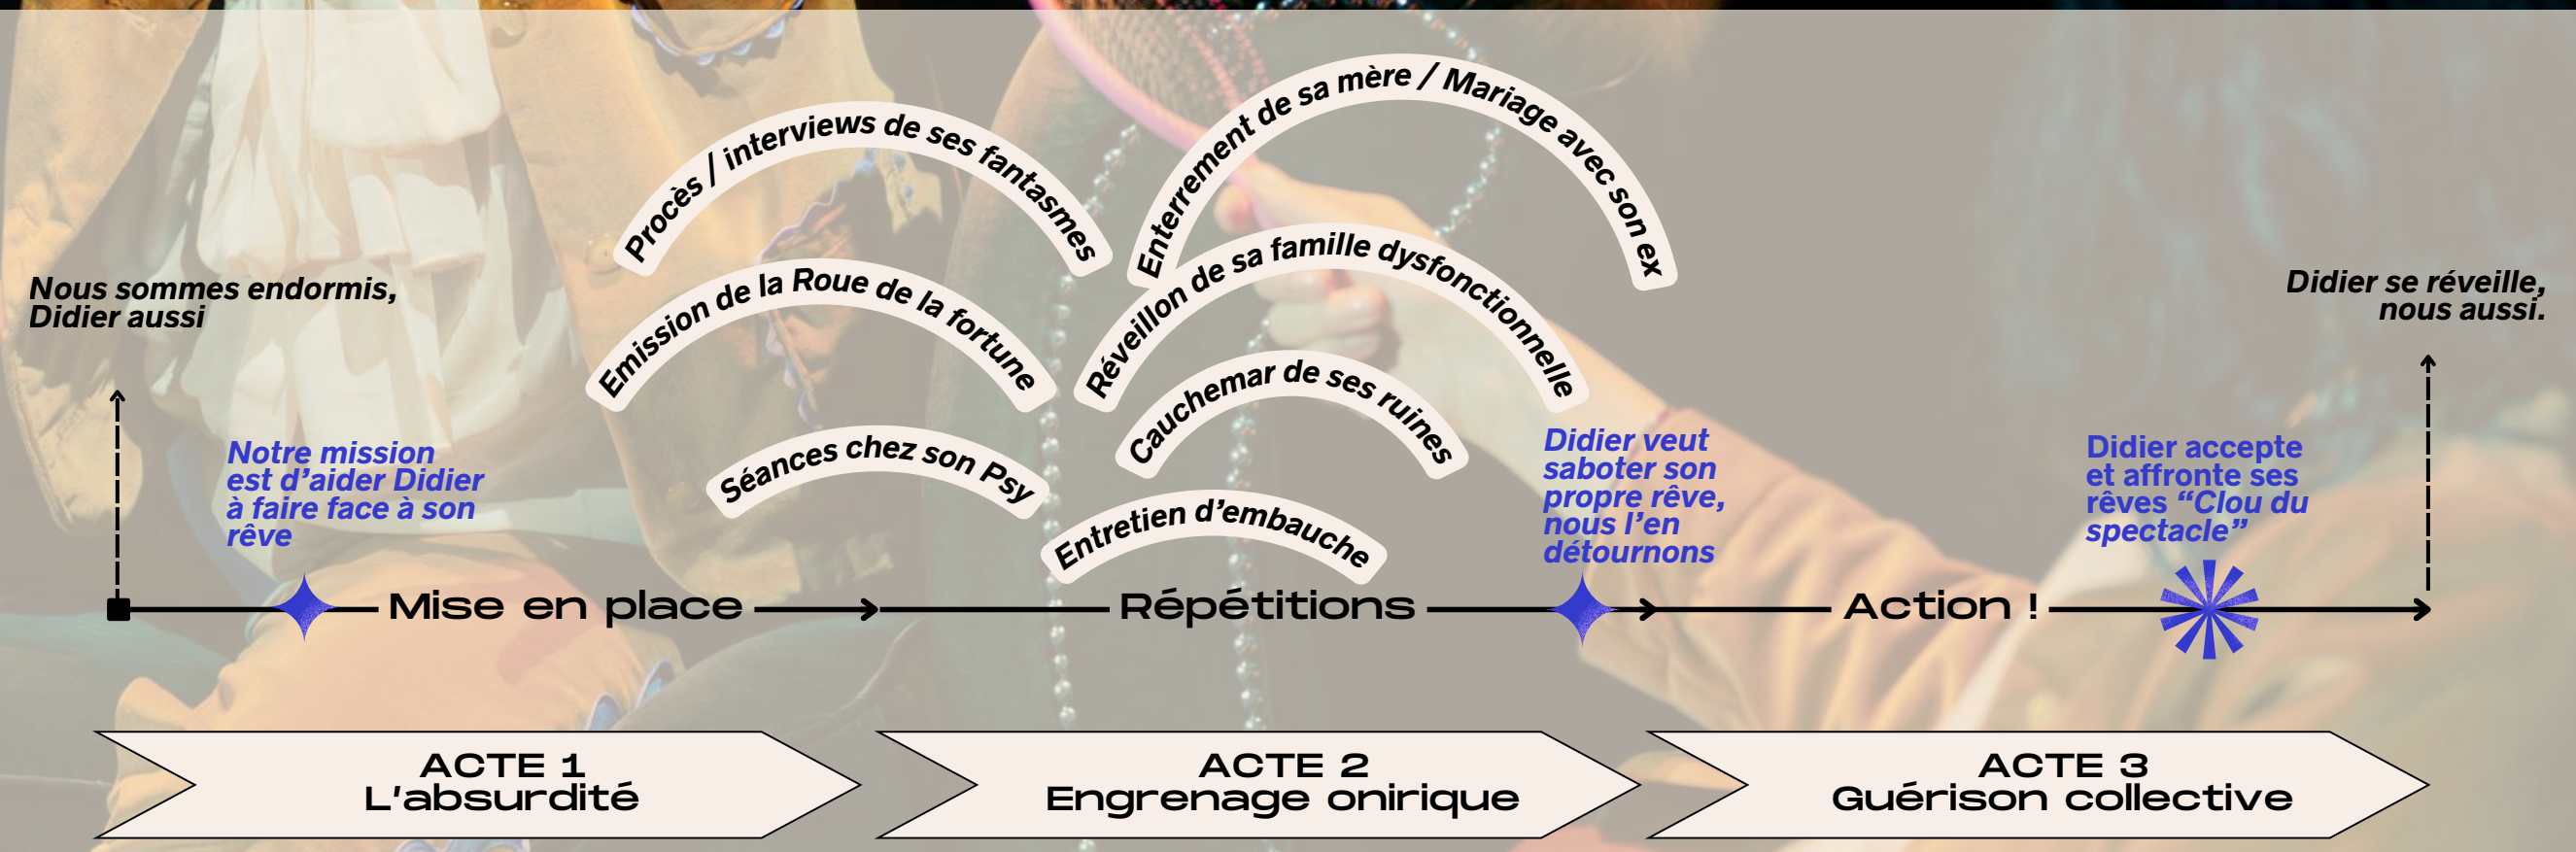 Nous sommes endormis,
Didier aussi
Notre mission
est d'aider Didier
à faire face à son
rêve
Procès / interviews de ses fantasmes
Emission de la Roue de la fortune
Séances chez son Psy
Enterrement de sa mère / Mariage avec son ex
Réveillon de sa famille dysfonctionnelle
Cauchemar de ses ruines
Entretien d'embauche
Didier veut
saboter son
propre rêve,
nous l'en
détournons
Didier accepte
et affronte ses
rêves “Clou du
spectacle”
Didier se réveille,
nous aussi.
Mise en place
Répétitions
Action !
ACTE 1
L'absurdité
ACTE 2
Engrenage onirique
ACTE 3
Guérison collective